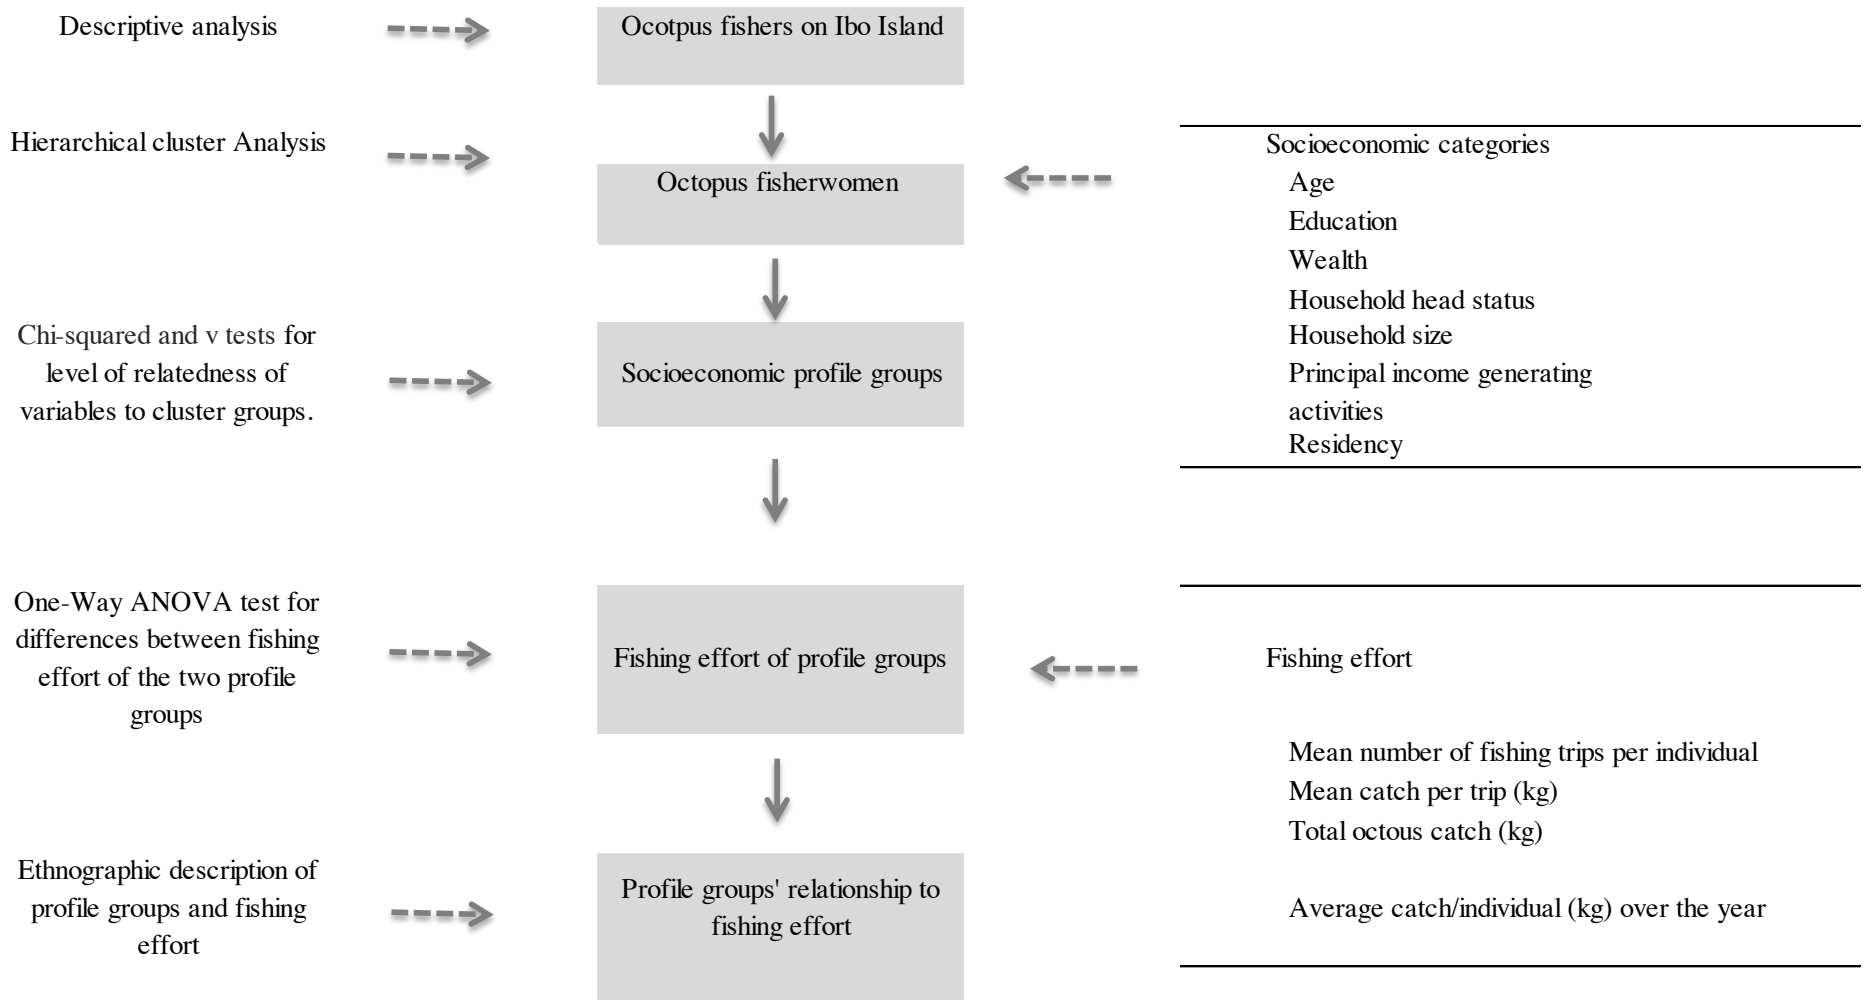 Descriptive analysis
Ocotpus fishers on Ibo Island
Hierarchical cluster Analysis
Octopus fisherwomen
Socioeconomic categories
Age
Education
Wealth
Household head status
Household size
Principal income generating
activities
Residency
Chi-squared and v tests for
level of relatedness of
variables to cluster groups.
Socioeconomic profile groups
One-Way ANOVA test for
differences between fishing
effort of the two profile
groups
Fishing effort of profile groups
Fishing effort
Mean number of fishing trips per individual
Mean catch per trip (kg)
Total octous catch (kg)
Average catch/individual (kg) over the year
Ethnographic description of
profile groups and fishing
effort
Profile groups' relationship to
fishing effort